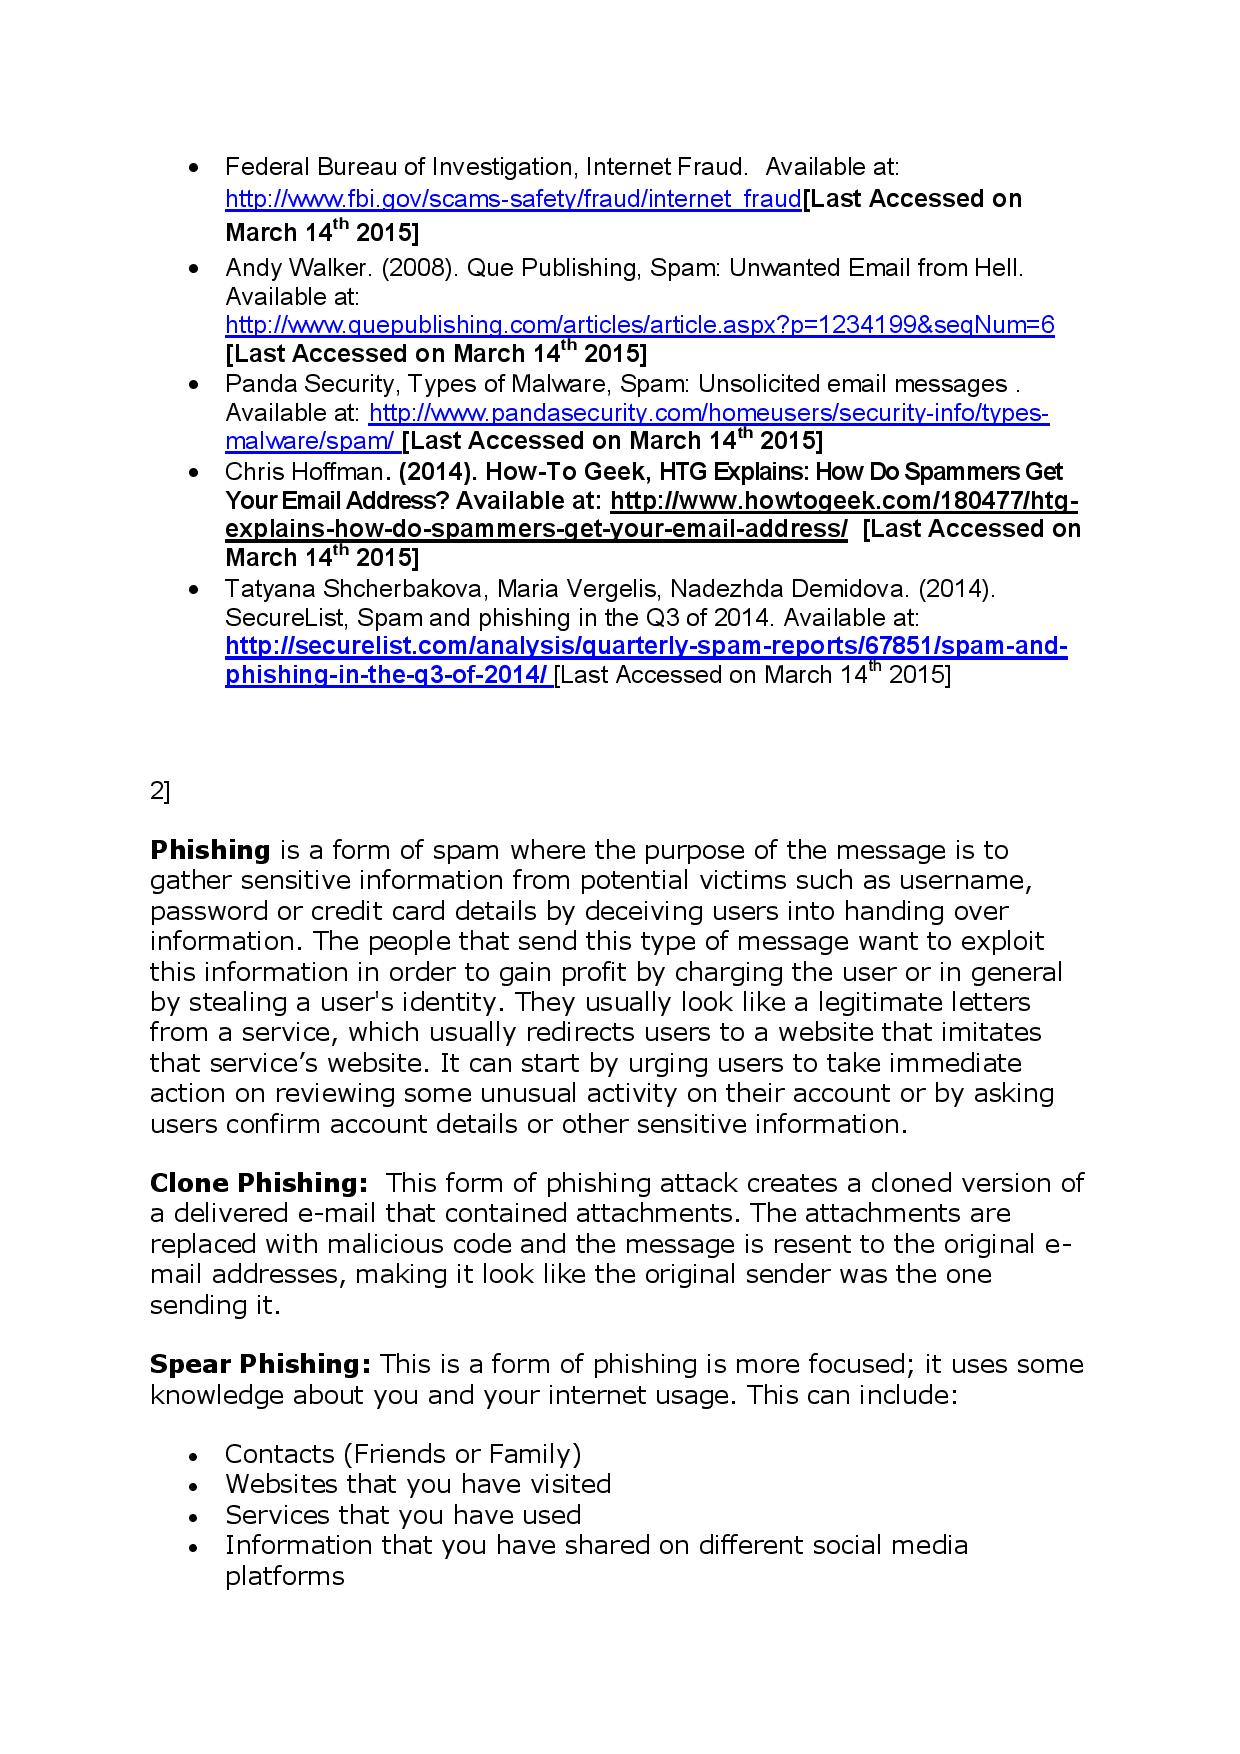 • Federal Bureau of Investigation, Internet Fraud.  Available at:
http://www.fbi.gov/scams-safety/fraud/internet_fraud[Last Accessed on
March 14th 2015]
• Andy Walker. (2008). Que Publishing, Spam: Unwanted Email from Hell.
Available at:
http://www.quepublishing.com/articles/article.aspx?p=1234199&seqNum=6
[Last Accessed on March 14th 2015]
• Panda Security, Types of Malware, Spam: Unsolicited email messages .
Available at: http://www.pandasecurity.com/homeusers/security-info/types-
malware/spam/ [Last Accessed on March 14th 2015]
• Chris Hoffman. (2014). How-To Geek, HTG Explains: How Do Spammers Get
Your Email Address? Available at: http://www.howtogeek.com/180477/htg-
explains-how-do-spammers-get-your-email-address/  [Last Accessed on
March 14th 2015]
• Tatyana Shcherbakova, Maria Vergelis, Nadezhda Demidova. (2014).
SecureList, Spam and phishing in the Q3 of 2014. Available at:
http://securelist.com/analysis/quarterly-spam-reports/67851/spam-and-
phishing-in-the-q3-of-2014/ [Last Accessed on March 14th 2015]
2]
Phishing is a form of spam where the purpose of the message is to
gather sensitive information from potential victims such as username,
password or credit card details by deceiving users into handing over
information. The people that send this type of message want to exploit
this information in order to gain profit by charging the user or in general
by stealing a user's identity. They usually look like a legitimate letters
from a service, which usually redirects users to a website that imitates
that service’s website. It can start by urging users to take immediate
action on reviewing some unusual activity on their account or by asking
users confirm account details or other sensitive information.
Clone Phishing:  This form of phishing attack creates a cloned version of
a delivered e-mail that contained attachments. The attachments are
replaced with malicious code and the message is resent to the original e-
mail addresses, making it look like the original sender was the one
sending it.
Spear Phishing: This is a form of phishing is more focused; it uses some
knowledge about you and your internet usage. This can include:
• Contacts (Friends or Family)
• Websites that you have visited
• Services that you have used
• Information that you have shared on different social media
platforms